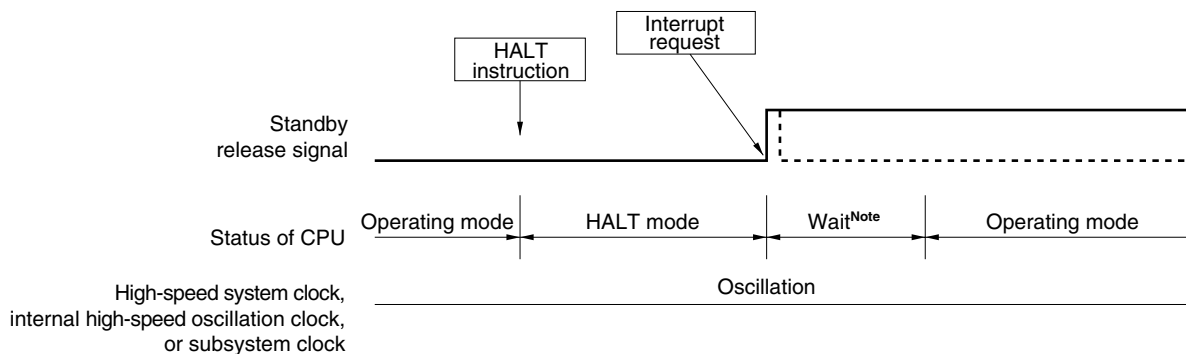 Interrupt
request
HALT
instruction
Standby
release signal
Status of CPU
Operating mode
HALT mode
WaitNote
Operating mode
High-speed system clock,
internal high-speed oscillation clock,
or subsystem clock
Oscillation